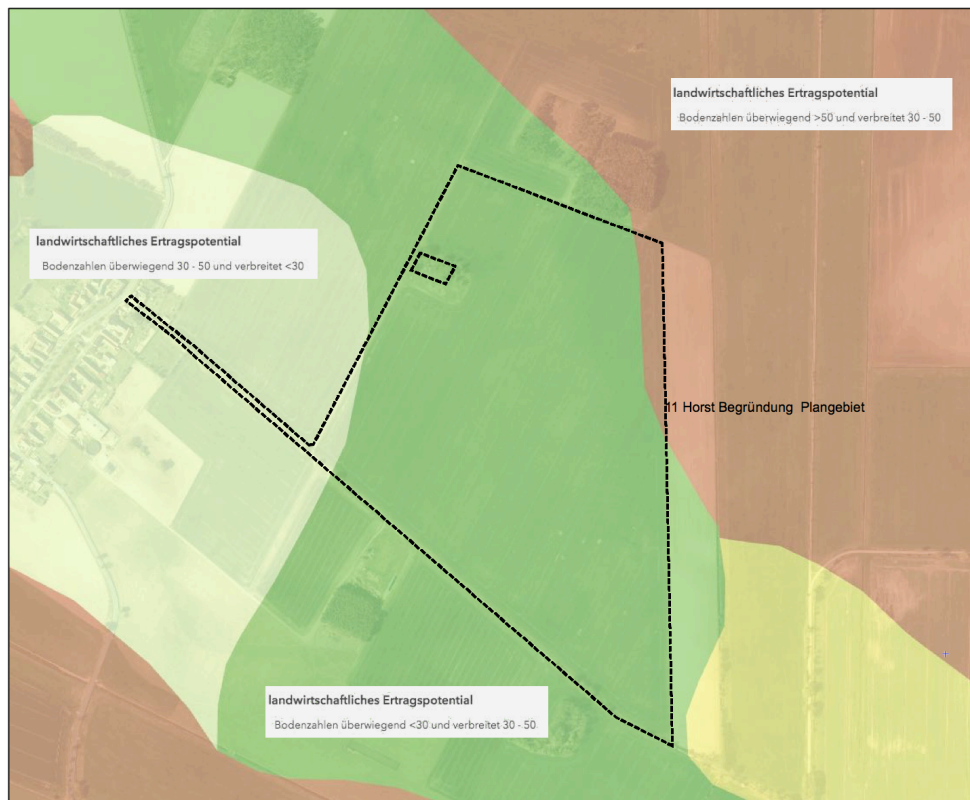 landwirtschaftliches Ertragspotential
Bodenzahlen überwiegend >50 und verbreitet 30 - 50
landwirtschaftliches Ertragspotential
Bodenzahlen überwiegend 30 - 50 und verbreitet <30
11 Horst Begründung Plangebiet
landwirtschaftliches Ertragspotential
Bodenzahlen überwiegend <30 und verbreitet 30 - 50